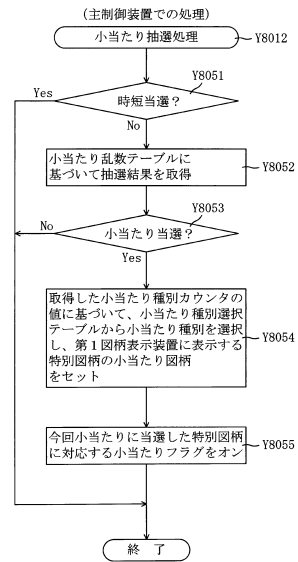 (主制御装置での処理)
小当たり抽選処理
Y8012
Y8051
Yes
時短当選？
No
小当たり乱数テーブルに
基づいて抽選結果を取得
Y8052
Y8053
No
小当たり当選？
Yes
取得した小当たり種別カウンタの
値に基づいて、小当たり種別選択
テーブルから小当たり種別を選択
し、第１図柄表示装置に表示する
特別図柄の小当たり図柄
をセット
Y8054
今回小当たりに当選した特別図柄
に対応する小当たりフラグをオン
Y8055
終 了